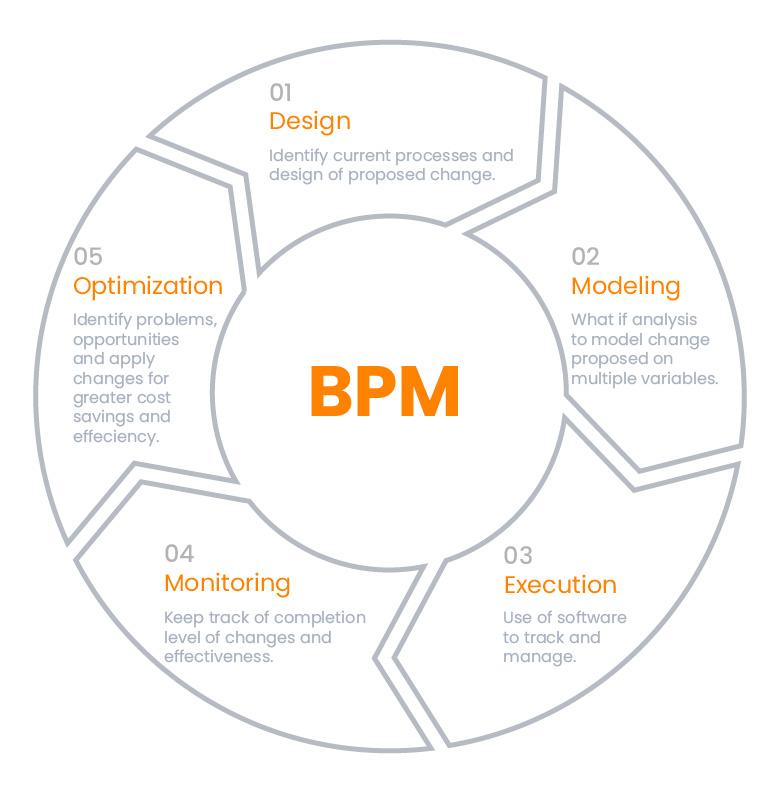 01
Design
Identify current processes and
design of proposed change.
02
Modeling
What if analysis
to model change
proposed on
multiple variables.
03
Execution
Use of software
to track and
manage.
04
Monitoring
Keep track of completion
level of changes and
effectiveness.
05
Optimization
Identify problems,
opportunities
and apply
changes for
greater cost
savings and
effeciency.
BPM